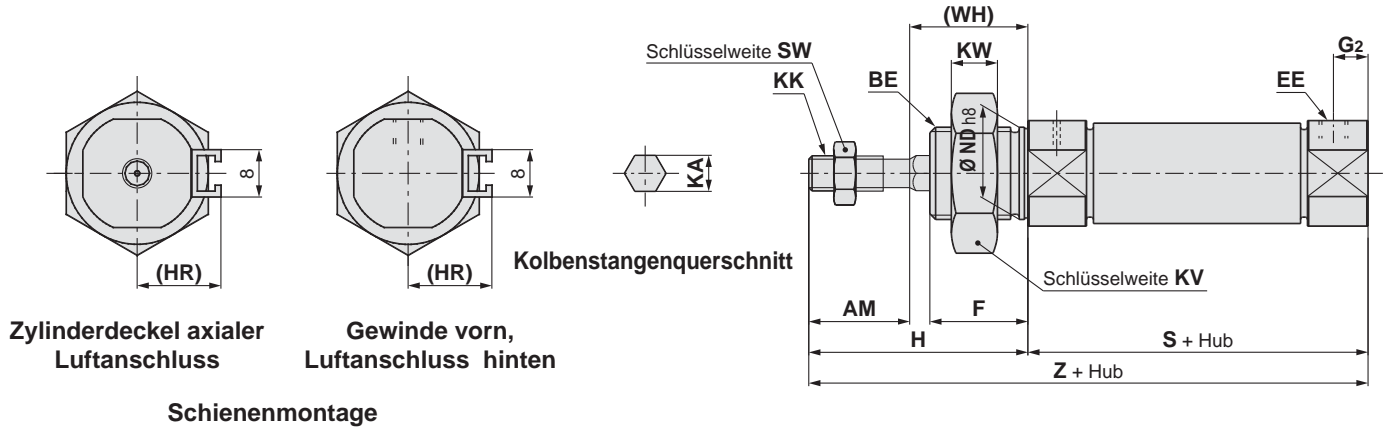 (WH)
Schlüsselweite SW
KW
G2
KK
BE
EE
Ø ND h8
8
8
KA
(HR)
(HR)
Kolbenstangenquerschnitt
Schlüsselweite KV
AM
F
Zylinderdeckel axialer
Luftanschluss
Gewinde vorn,
Luftanschluss hinten
H
S + Hub
Z + Hub
Schienenmontage